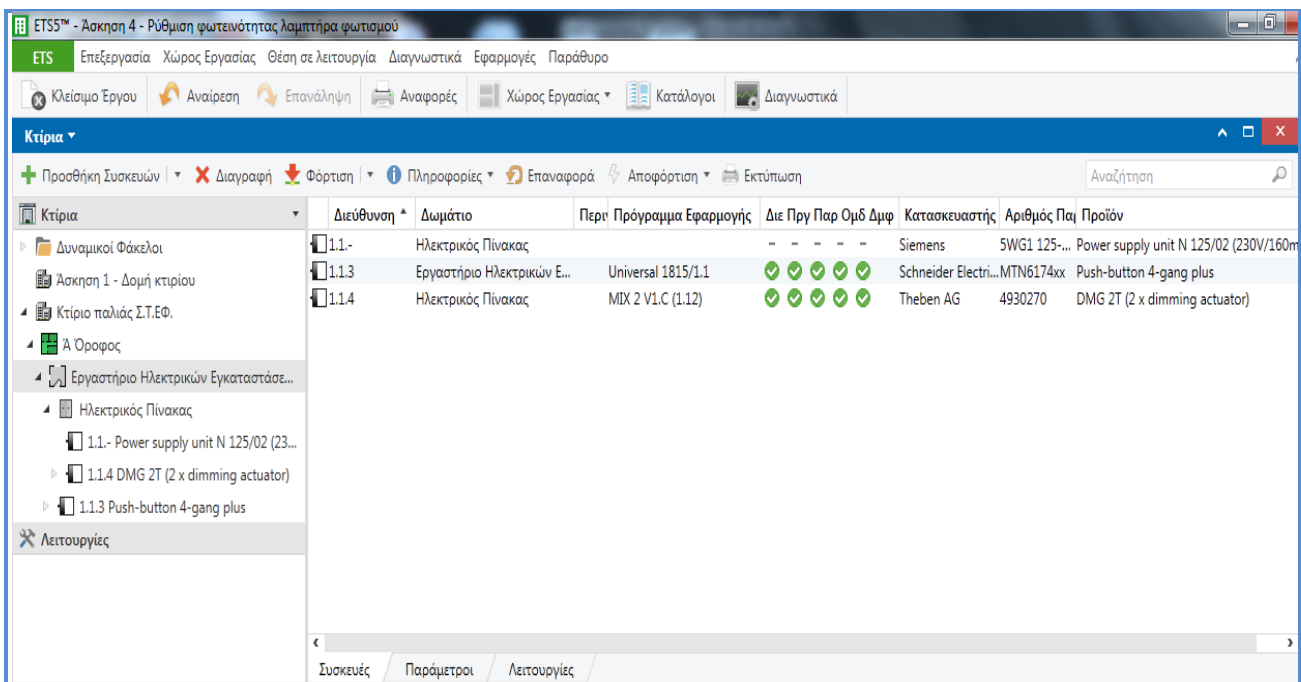 ETS5™ - Άσκηση 4 - Ρύθμιση φωτεινότητας λαμπτήρα φωτισμού
ETS Επεξεργασία Χώρος Εργασίας Θέση σε λειτουργία Διαγνωστικά Εφαρμογές Παράθυρο
Κλείσιμο Έργου Αναίρεση Επανάληψη Αναφορές Χώρος Εργασίας Κατάλογοι Διαγνωστικά
Κτίρια
Προσθήκη Συσκευών Διαγραφή Φόρτιση Πληροφορίες Επαναφορά Αποφόρτιση Εκτύπωση Αναζήτηση
Κτίρια
Δυναμικοί Φάκελοι
Άσκηση 1 - Δομή κτιρίου
Κτίριο παλιάς Σ.Τ.ΕΦ.
Ά Όροφος
Εργαστήριο Ηλεκτρικών Εγκαταστάσε...
Ηλεκτρικός Πίνακας
1.1.- Power supply unit N 125/02 (23...
1.1.4 DMG 2T (2 x dimming actuator)
1.1.3 Push-button 4-gang plus
Λειτουργίες
Διεύθυνση Δωμάτιο Περι Πρόγραμμα Εφαρμογής Διε Πργ Παρ Ομδ Δμφ Κατασκευαστής Αριθμός Πα Προϊόν
1.1.- Ηλεκτρικός Πίνακας - - - - - Siemens 5WG1 125-... Power supply unit N 125/02 (230V/160m
1.1.3 Εργαστήριο Ηλεκτρικών Ε... Universal 1815/1.1 Schneider Electri... MTN6174xx Push-button 4-gang plus
1.1.4 Ηλεκτρικός Πίνακας MIX 2 V1.C (1.12) Theben AG 4930270 DMG 2T (2 x dimming actuator)
Συσκευές Παράμετροι Λειτουργίες